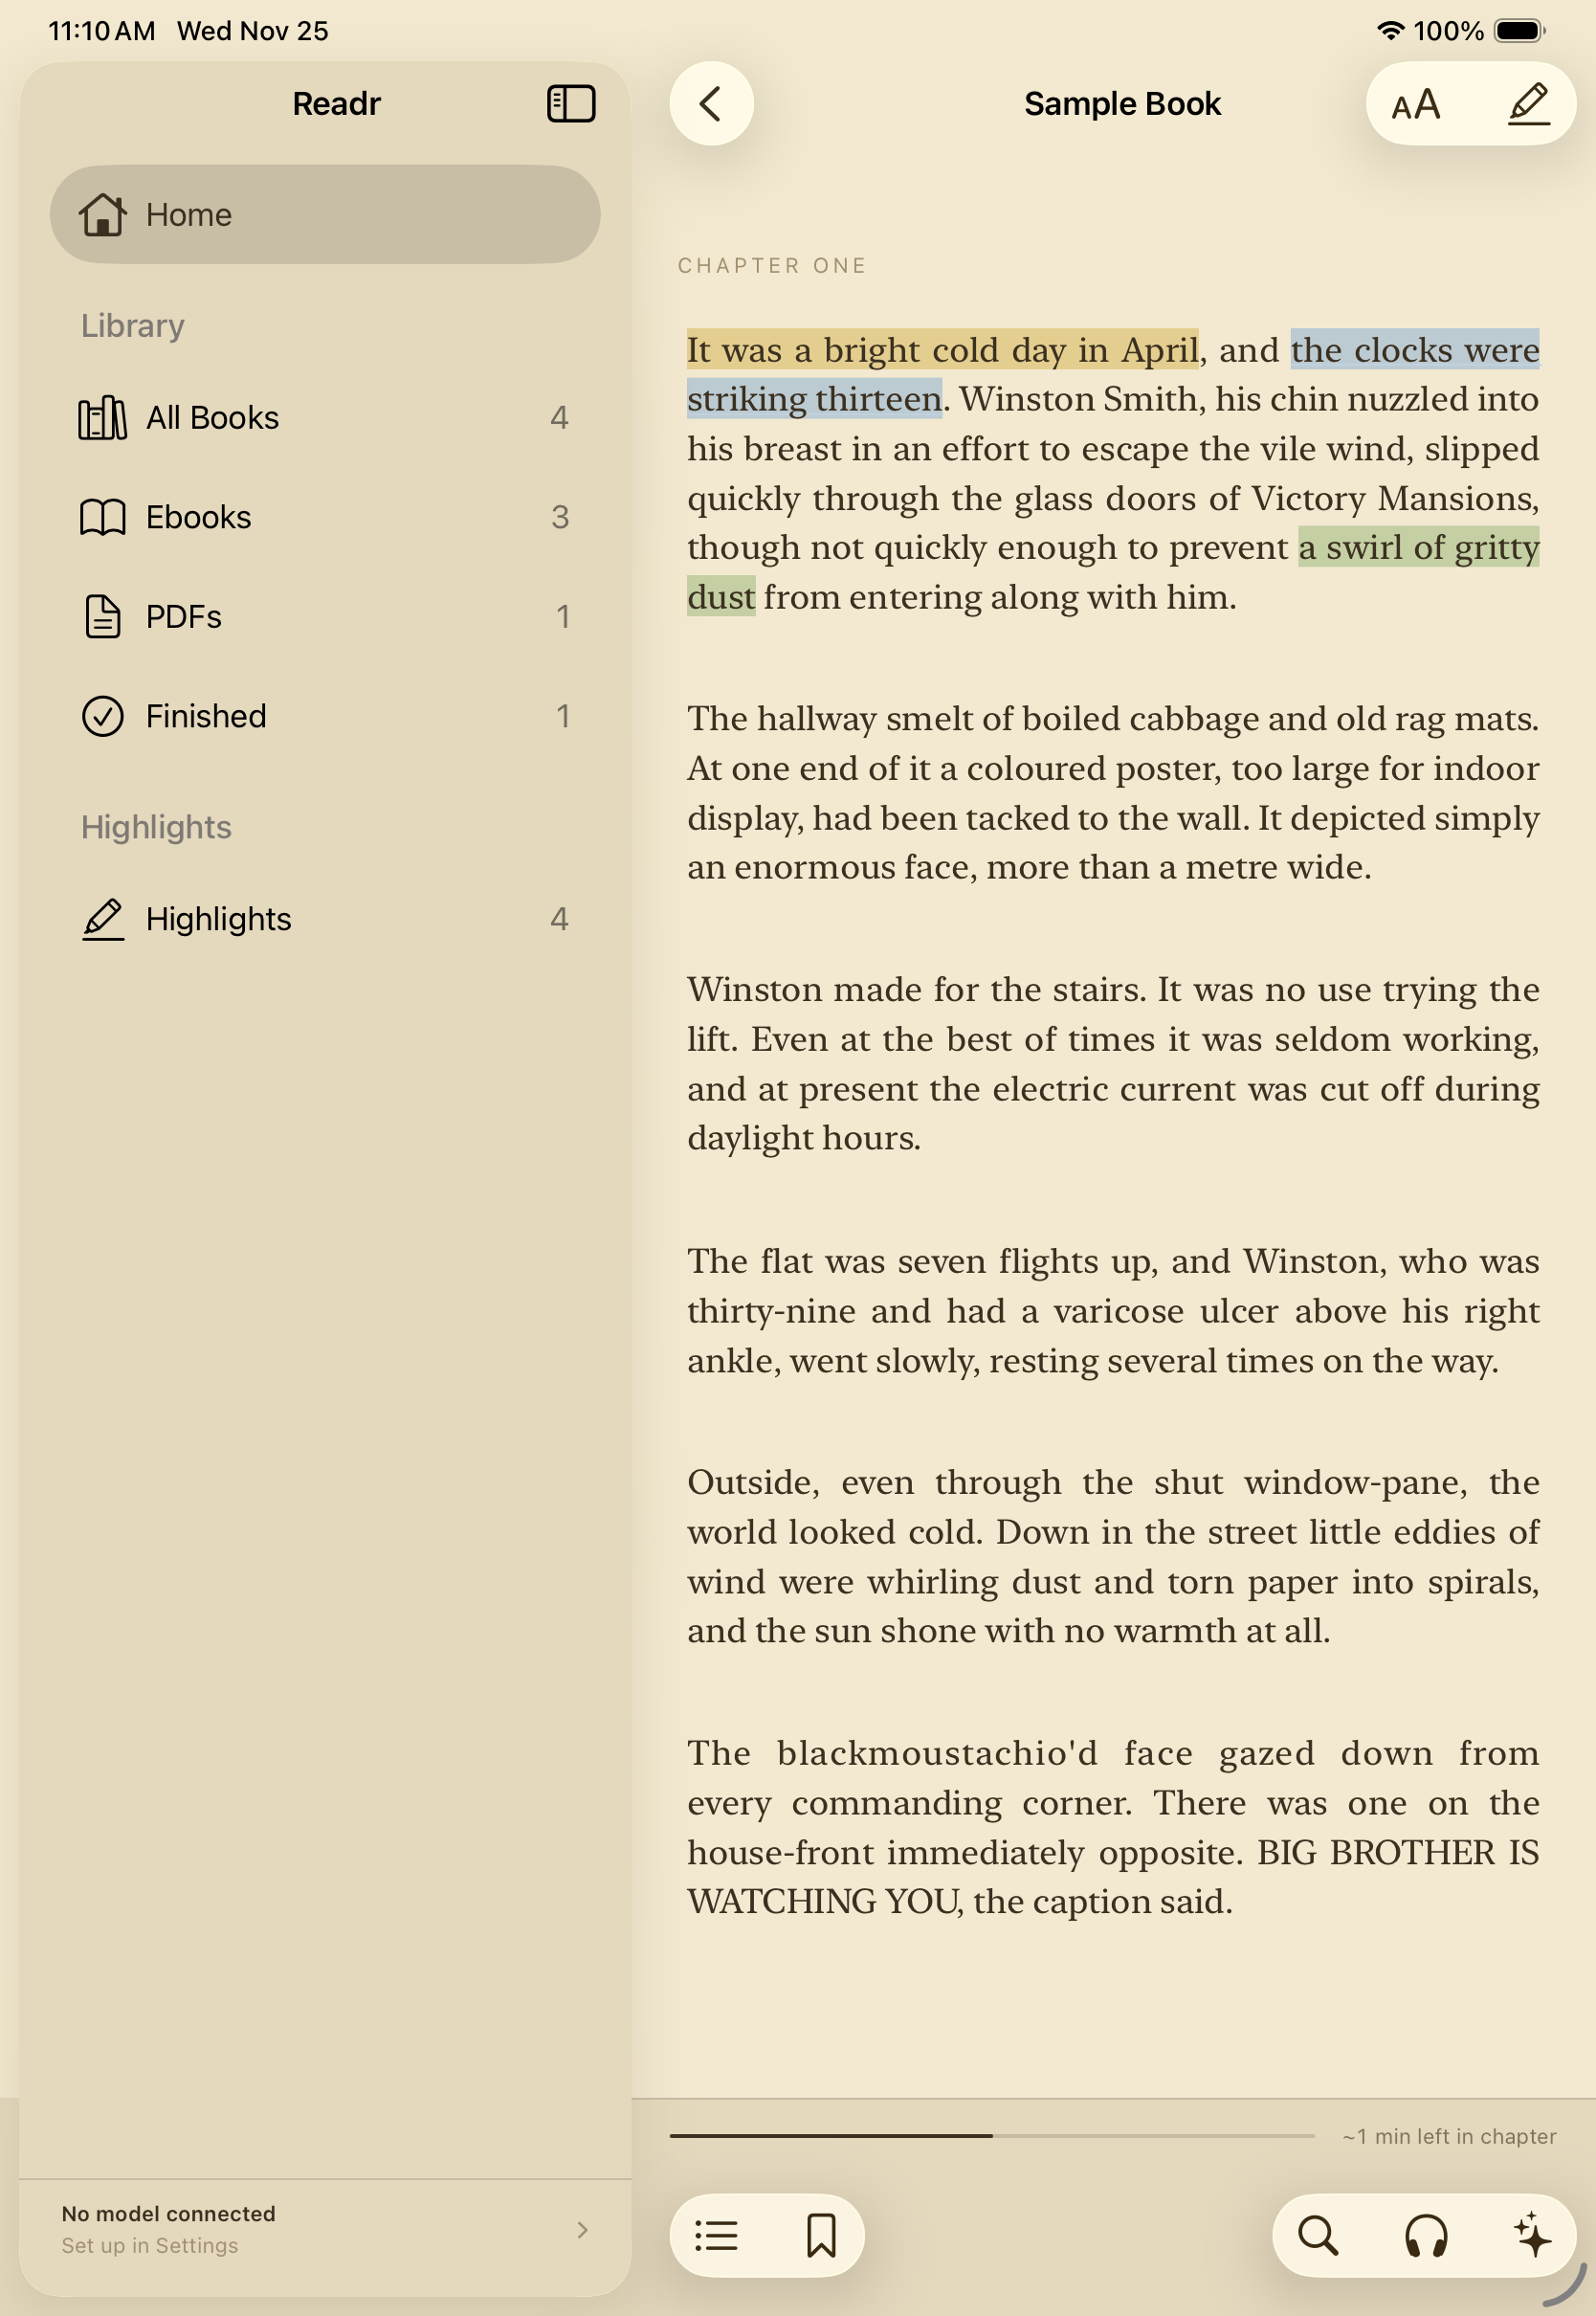 11:10 AM Wed Nov 25
100%
Readr
Home
Library
All Books 4
Ebooks 3
PDFs 1
Finished 1
Highlights
Highlights 4
No model connected
Set up in Settings
Sample Book
AA
CHAPTER ONE
It was a bright cold day in April, and the clocks were
striking thirteen. Winston Smith, his chin nuzzled into
his breast in an effort to escape the vile wind, slipped
quickly through the glass doors of Victory Mansions,
though not quickly enough to prevent a swirl of gritty
dust from entering along with him.
The hallway smelt of boiled cabbage and old rag mats.
At one end of it a coloured poster, too large for indoor
display, had been tacked to the wall. It depicted simply
an enormous face, more than a metre wide.
Winston made for the stairs. It was no use trying the
lift. Even at the best of times it was seldom working,
and at present the electric current was cut off during
daylight hours.
The flat was seven flights up, and Winston, who was
thirty-nine and had a varicose ulcer above his right
ankle, went slowly, resting several times on the way.
Outside, even through the shut window-pane, the
world looked cold. Down in the street little eddies of
wind were whirling dust and torn paper into spirals,
and the sun shone with no warmth at all.
The blackmoustachio'd face gazed down from
every commanding corner. There was one on the
house-front immediately opposite. BIG BROTHER IS
WATCHING YOU, the caption said.
~1 min left in chapter